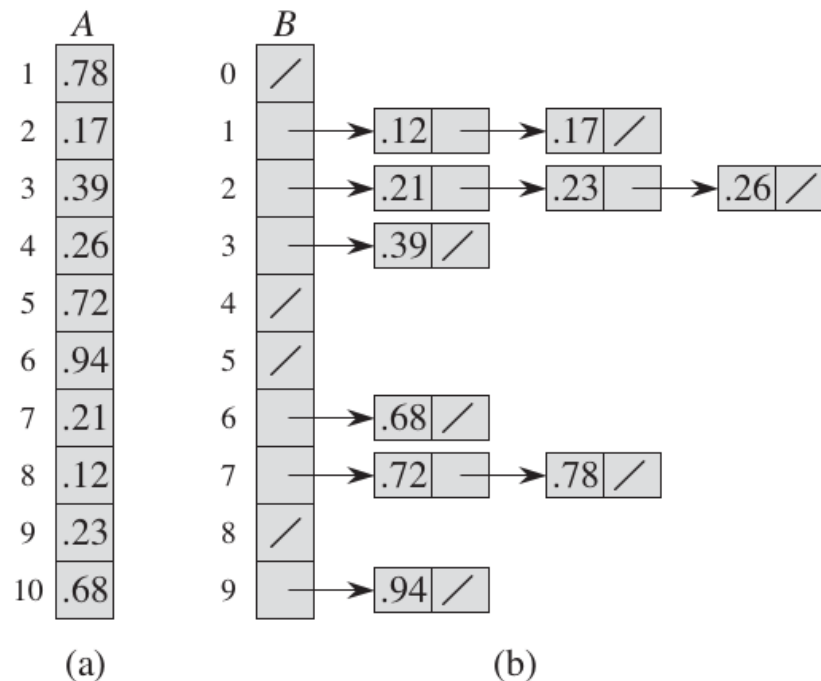 A B
1 .78 0 /
2 .17 1 .12 .17 /
3 .39 2 .21 .23 .26 /
4 .26 3 .39 /
5 .72 4 /
6 .94 5 /
7 .21 6 .68 /
8 .12 7 .72 .78 /
9 .23 8 /
10 .68 9 .94 /
(a) (b)